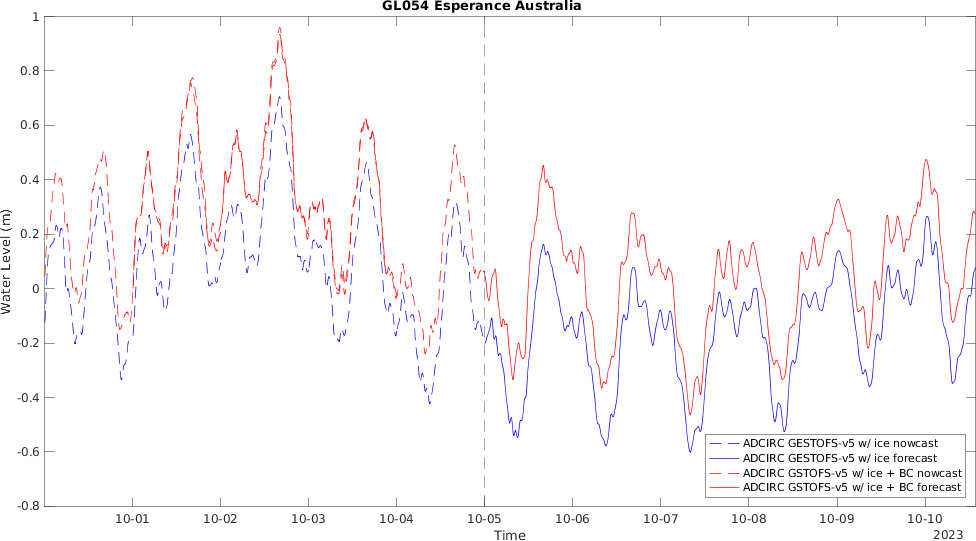 GL054 Esperance Australia
Water Level (m)
1
0.8
0.6
0.4
0.2
0
-0.2
-0.4
-0.6
-0.8
ADCIRC GESTOFS-v5 w/ ice nowcast
ADCIRC GESTOFS-v5 w/ ice forecast
ADCIRC GSTOFS-v5 w/ ice + BC nowcast
ADCIRC GSTOFS-v5 w/ ice + BC forecast
10-01 10-02 10-03 10-04 10-05 10-06 10-07 10-08 10-09 10-10
Time
2023